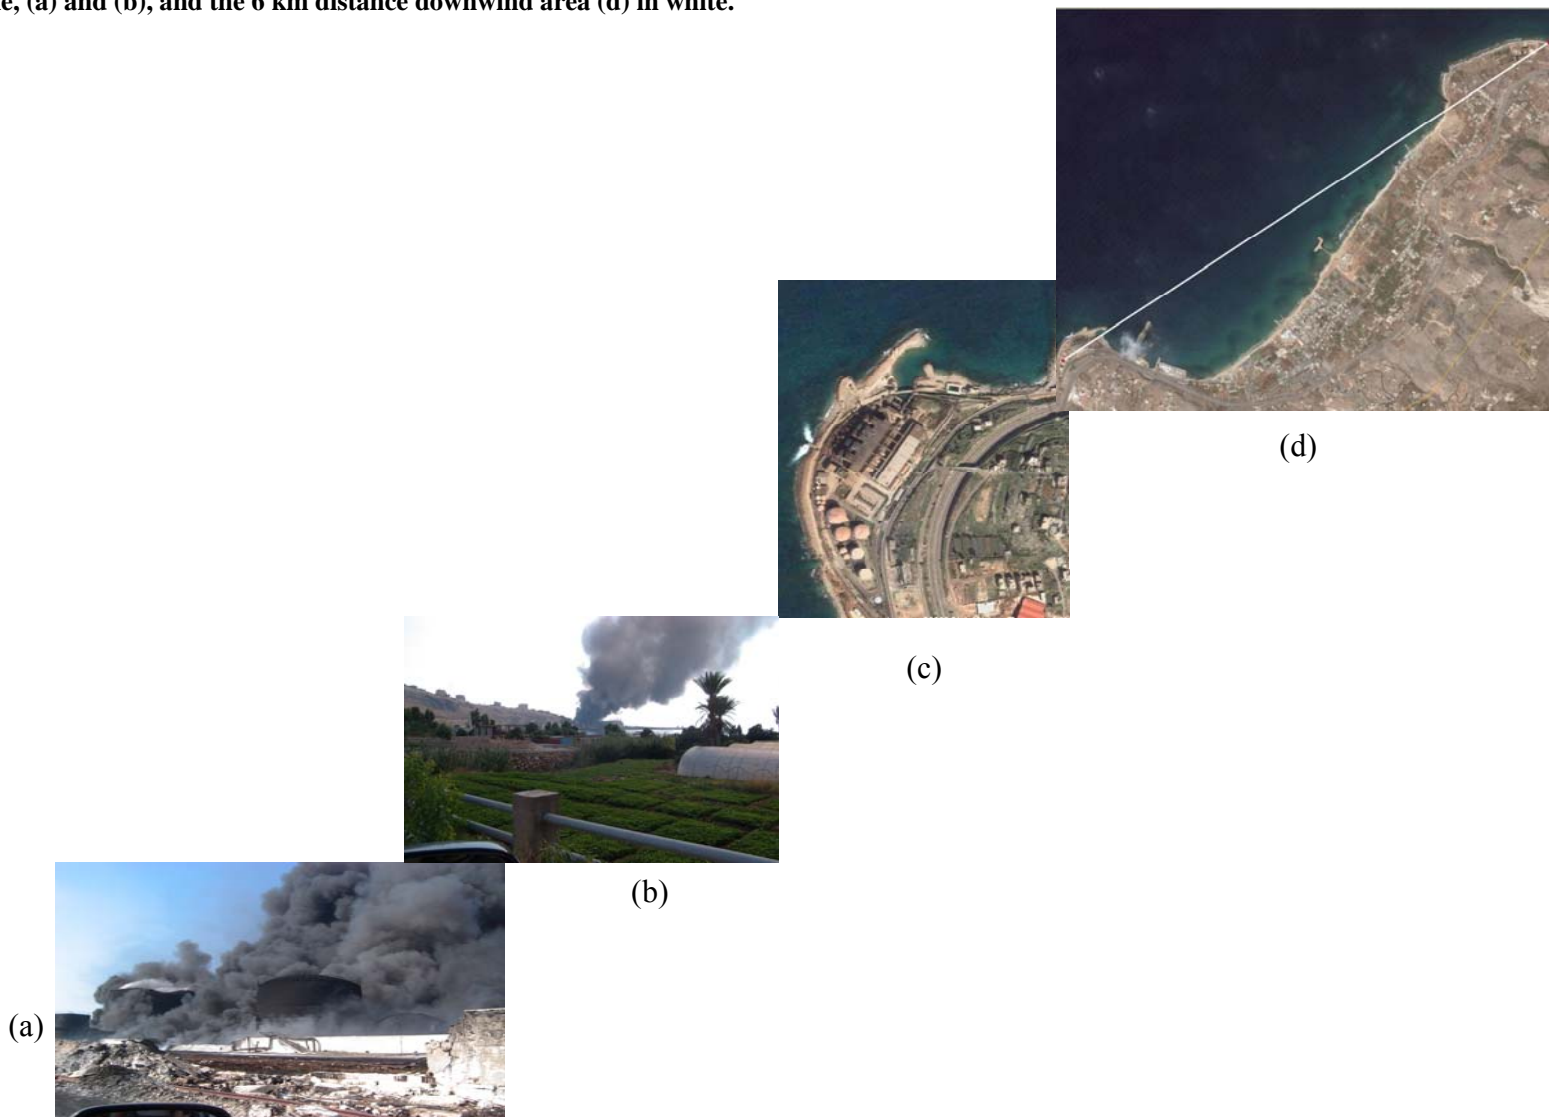 (a) and (b), and the 6 km distance downwind area (d) in white.
(d)
(c)
(b)
(a)